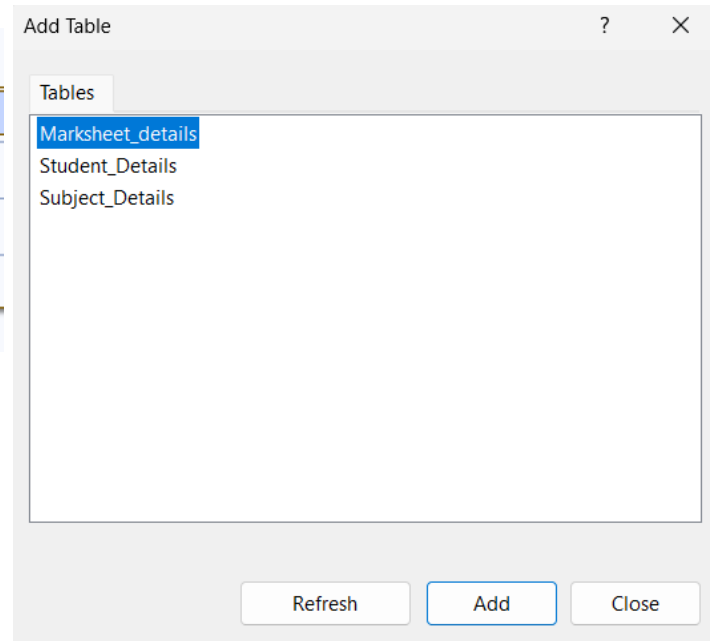 Add Table ?
Tables
Marksheet_details
Student_Details
Subject_Details
Refresh Add Close